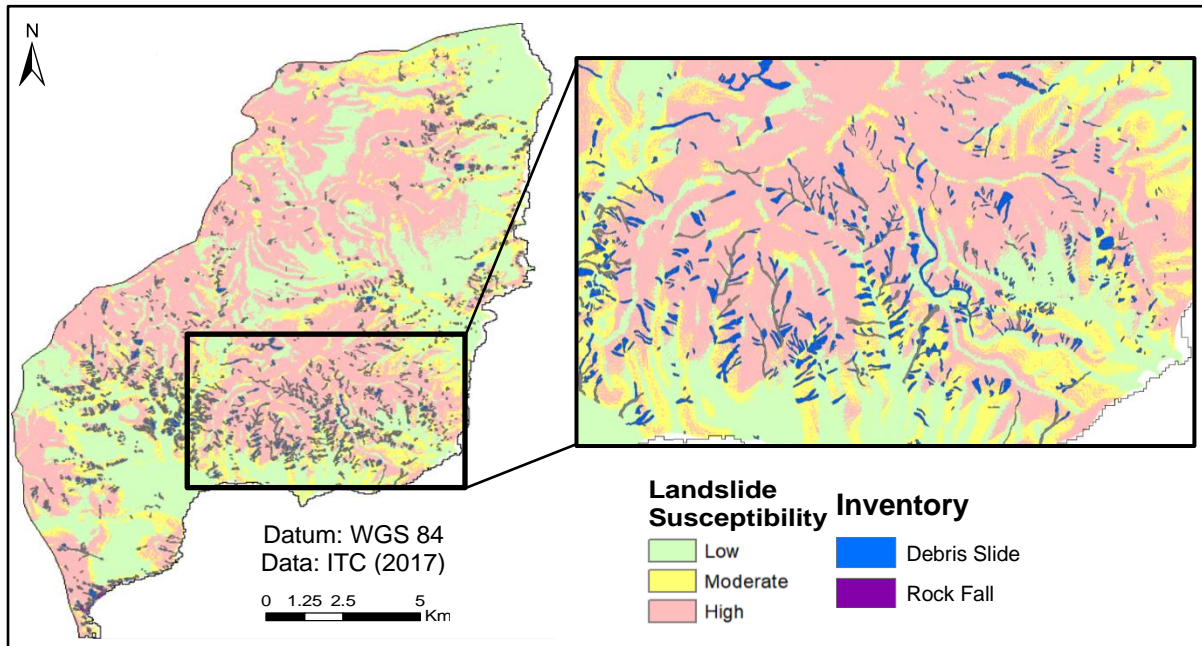 N
Datum: WGS 84
Data: ITC (2017)
0 1.25 2.5 5
Km
Landslide
Susceptibility
Low
Moderate
High
Inventory
Debris Slide
Rock Fall